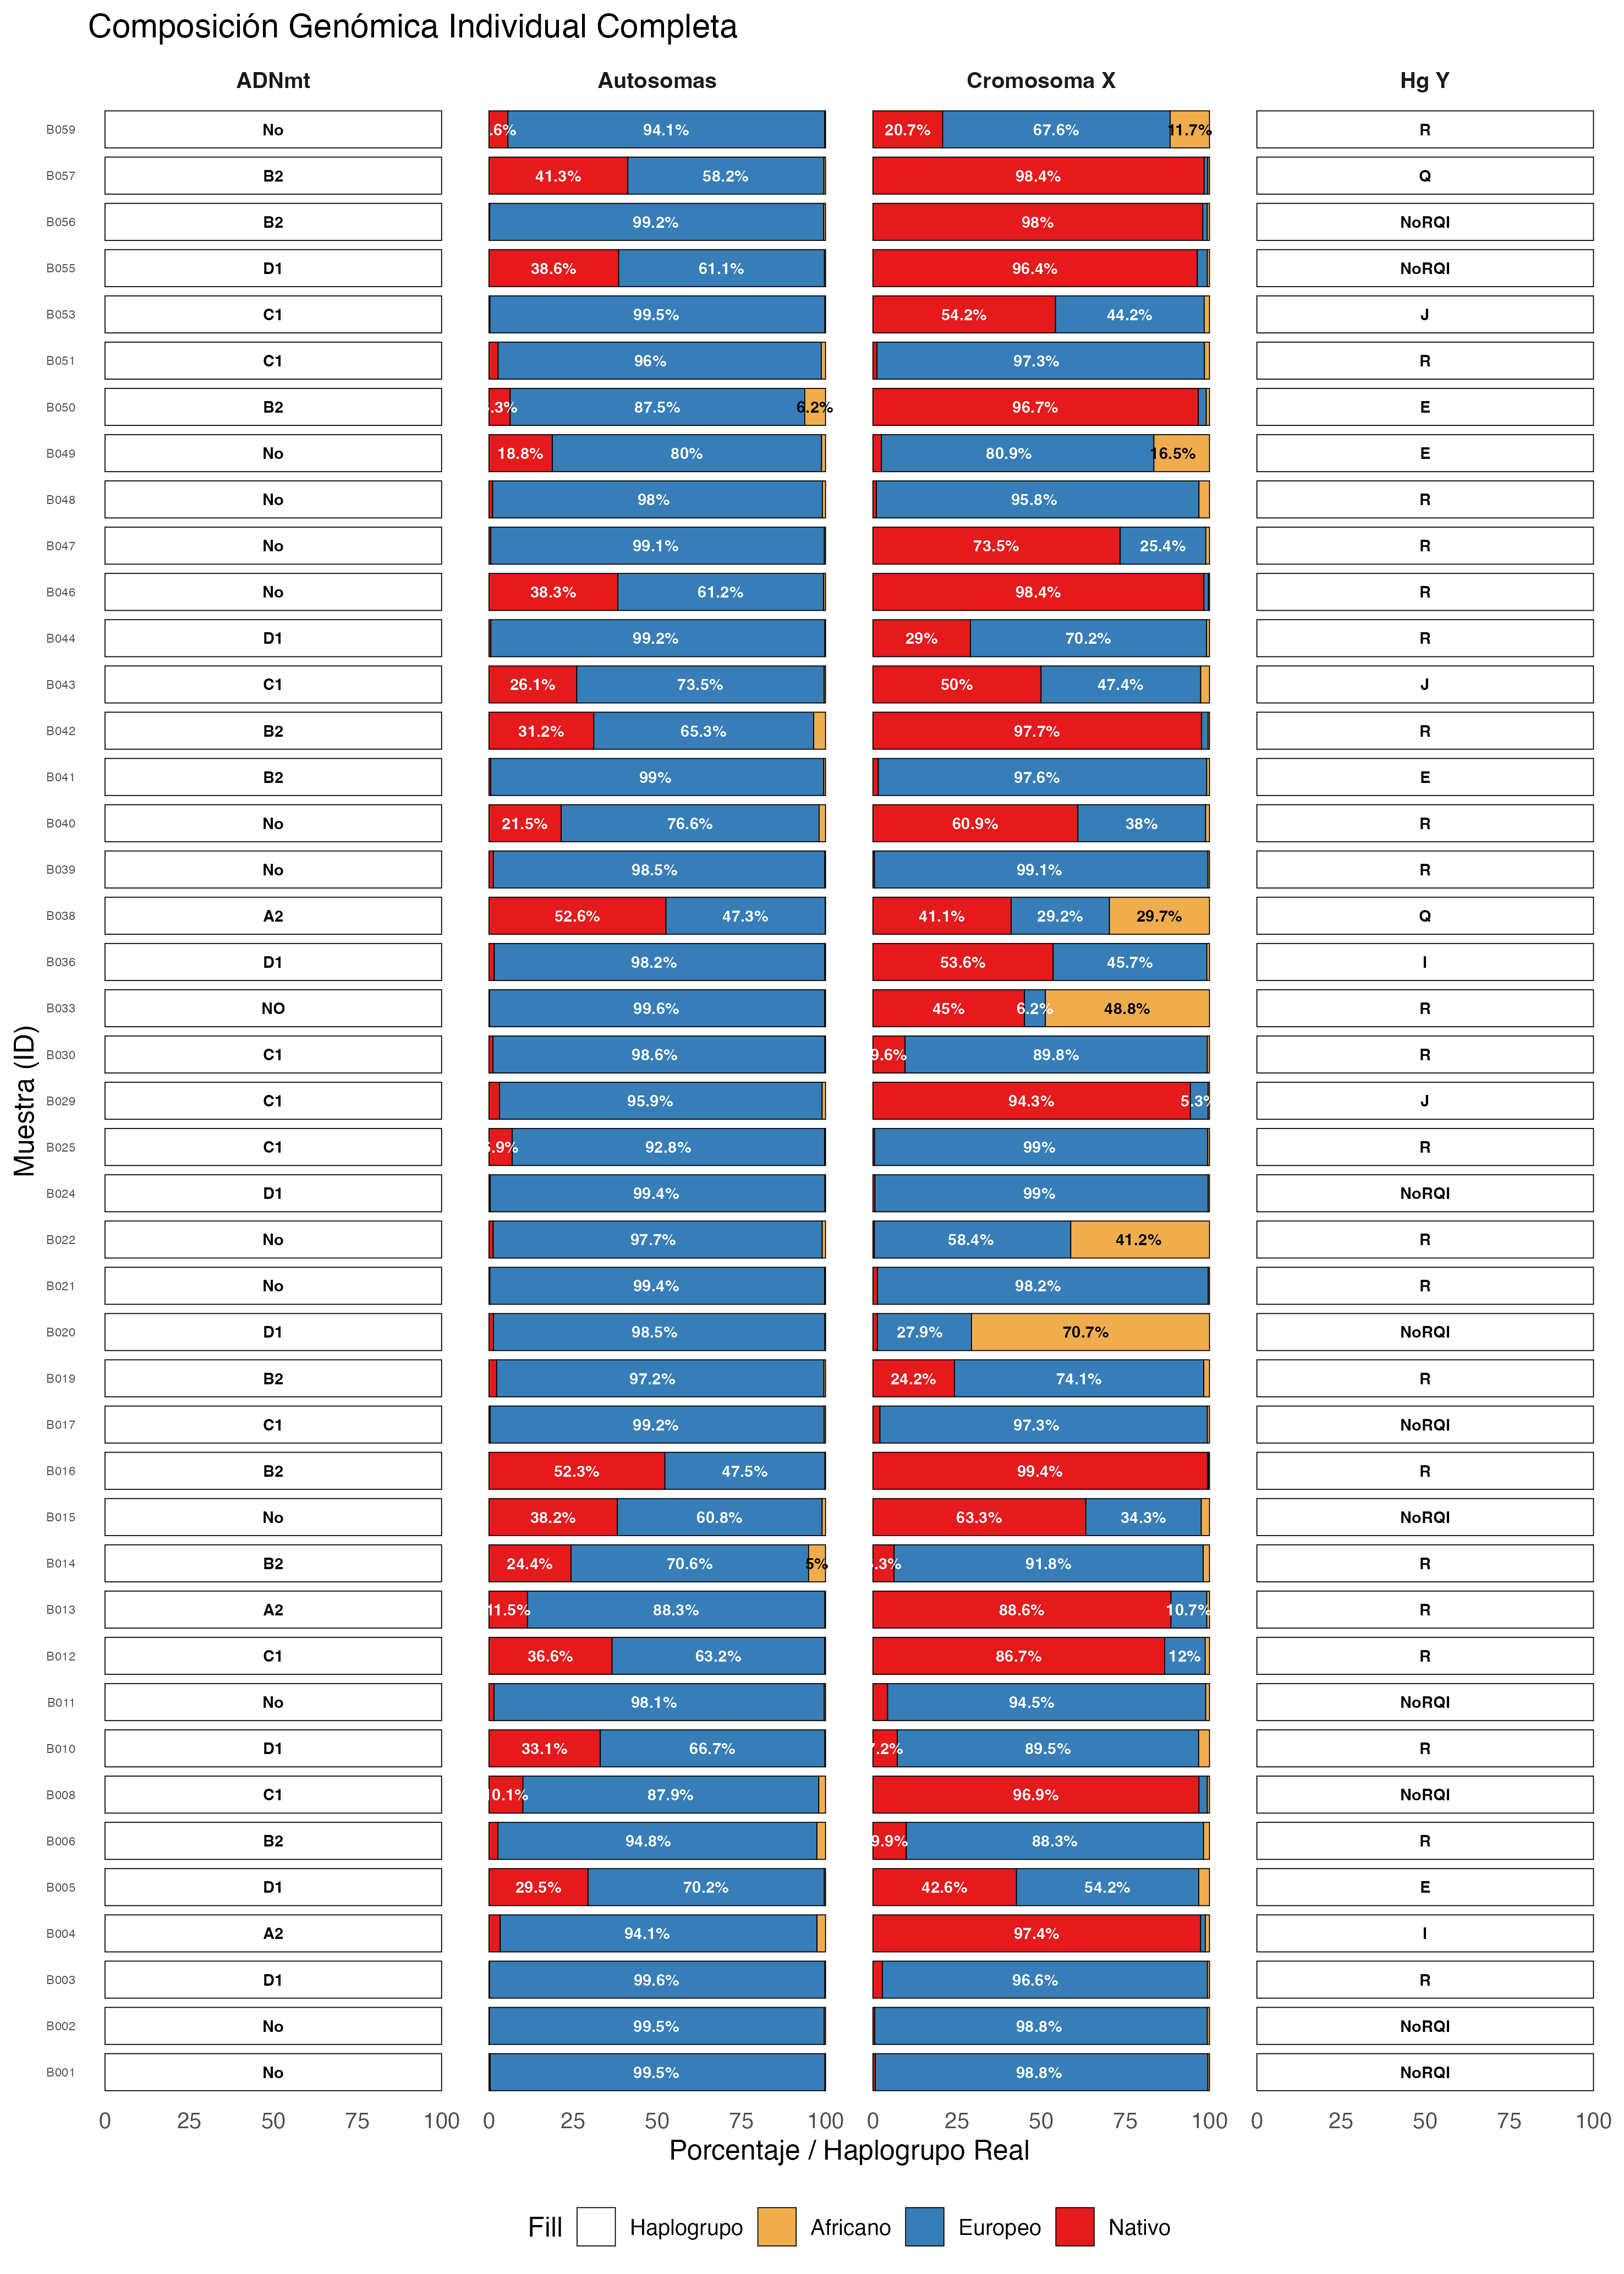 Composición Genómica Individual Completa
ADNmt Autosomas Cromosoma X Hg Y
B059 No .6% 94.1% 20.7% 67.6% 11.7% R
B057 B2 41.3% 58.2% 98.4% Q
B056 B2 99.2% 98% NoRQI
B055 D1 38.6% 61.1% 96.4% NoRQI
B053 C1 99.5% 54.2% 44.2% J
B051 C1 96% 97.3% R
B050 B2 .3% 87.5% 6.2% 96.7% E
B049 No 18.8% 80% 80.9% 16.5% E
B048 No 98% 95.8% R
B047 No 99.1% 73.5% 25.4% R
B046 No 38.3% 61.2% 98.4% R
B044 D1 99.2% 29% 70.2% R
B043 C1 26.1% 73.5% 50% 47.4% J
B042 B2 31.2% 65.3% 97.7% R
B041 B2 99% 97.6% E
B040 No 21.5% 76.6% 60.9% 38% R
B039 No 98.5% 99.1% R
B038 A2 52.6% 47.3% 41.1% 29.2% 29.7% Q
B036 D1 98.2% 53.6% 45.7% I
B033 NO 99.6% 45% 6.2% 48.8% R
B030 C1 98.6% 9.6% 89.8% R
B029 C1 95.9% 94.3% 5.3% J
B025 C1 .9% 92.8% 99% R
B024 D1 99.4% 99% NoRQI
B022 No 97.7% 58.4% 41.2% R
B021 No 99.4% 98.2% R
B020 D1 98.5% 27.9% 70.7% NoRQI
B019 B2 97.2% 24.2% 74.1% R
B017 C1 99.2% 97.3% NoRQI
B016 B2 52.3% 47.5% 99.4% R
B015 No 38.2% 60.8% 63.3% 34.3% NoRQI
B014 B2 24.4% 70.6% 5% .3% 91.8% R
B013 A2 11.5% 88.3% 88.6% 10.7% R
B012 C1 36.6% 63.2% 86.7% 12% R
B011 No 98.1% 94.5% NoRQI
B010 D1 33.1% 66.7% 7.2% 89.5% R
B008 C1 10.1% 87.9% 96.9% NoRQI
B006 B2 94.8% 9.9% 88.3% R
B005 D1 29.5% 70.2% 42.6% 54.2% E
B004 A2 94.1% 97.4% I
B003 D1 99.6% 96.6% R
B002 No 99.5% 98.8% NoRQI
B001 No 99.5% 98.8% NoRQI
Muestra (ID)
0 25 50 75 100 0 25 50 75 100 0 25 50 75 100 0 25 50 75 100
Porcentaje / Haplogrupo Real
Fill Haplogrupo Africano Europeo Nativo